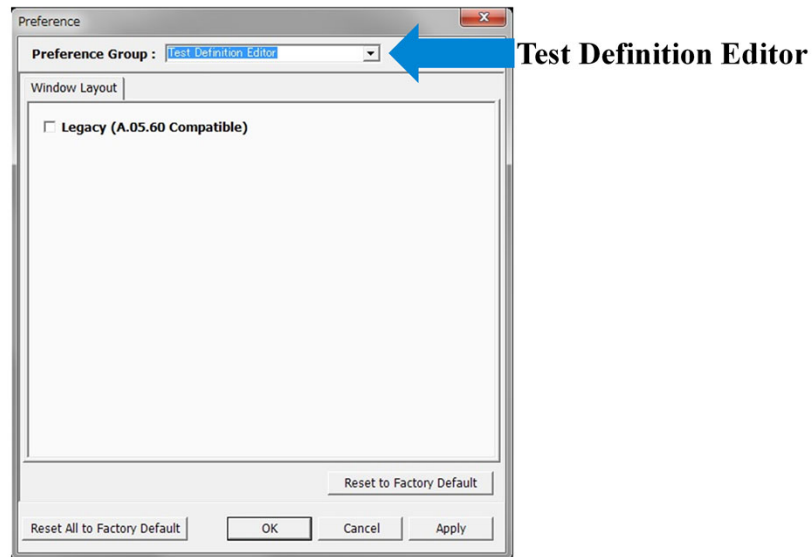 Preference
Preference Group : Test Definition Editor
Test Definition Editor
Window Layout
Legacy (A.05.60 Compatible)
Reset to Factory Default
Reset All to Factory Default OK Cancel Apply